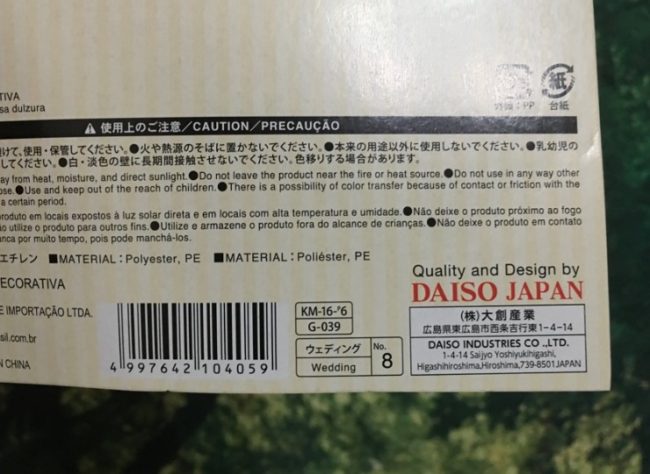 TIVA
sa dulzura
外袋：PP
紙
台紙
使用上のご注意／CAUTION／PRECAUÇÃO
けて、使用・保管してください。●火や熱源のそばに置かないでください。●本来の用途以外に使用しないでください。●乳幼児の
してください。●白・淡色の壁に長期間接触させないでください。色移りする場合があります。
ay from heat, moisture, and direct sunlight.●Do not leave the product near the fire or heat source.●Do not use in any way other
ose.●Use and keep out of the reach of children.●There is a possibility of color transfer because of contact or friction with the
a certain period.
produto em locais expostos à luz solar direta e em locais com alta temperatura e umidade.●Não deixe o produto próximo ao fogo
ão utilize o produto para outros fins.●Utilize e armazene o produto fora do alcance de crianças.●Não deixe o produto em contato
anca por muito tempo, pois pode manchá-los.
エチレン ■MATERIAL : Polyester, PE ■MATERIAL : Poliéster, PE
DECORATIVA
E IMPORTAÇÃO LTDA.
sil.com.br
N CHINA
4 997642 104059
KM-16-'6
G-039
ウェディング
Wedding
No.
8
Quality and Design by
DAISO JAPAN
(株)大創産業
広島県東広島市西条吉行東1−4−14
DAISO INDUSTRIES CO .,LTD.
1-4-14 Saijyo Yoshiyukihigashi,
Higashihiroshima,Hiroshima,739-8501JAPAN